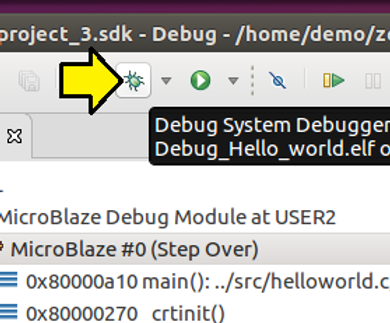 project_3.sdk - Debug - /home/demo/ze
Debug System Debugger
Debug_Hello_world.elf o
MicroBlaze Debug Module at USER2
MicroBlaze #0 (Step Over)
0x80000a10 main(): ../src/helloworld.c
0x80000270 crtinit()